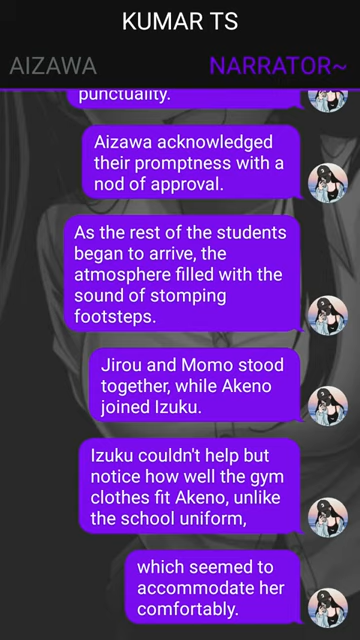 KUMAR TS
AIZAWA
NARRATOR~
punctuality.
Aizawa acknowledged
their promptness with a
nod of approval.
As the rest of the students
began to arrive, the
atmosphere filled with the
sound of stomping
footsteps.
Jirou and Momo stood
together, while Akeno
joined Izuku.
Izuku couldn't help but
notice how well the gym
clothes fit Akeno, unlike
the school uniform,
which seemed to
accommodate her
comfortably.